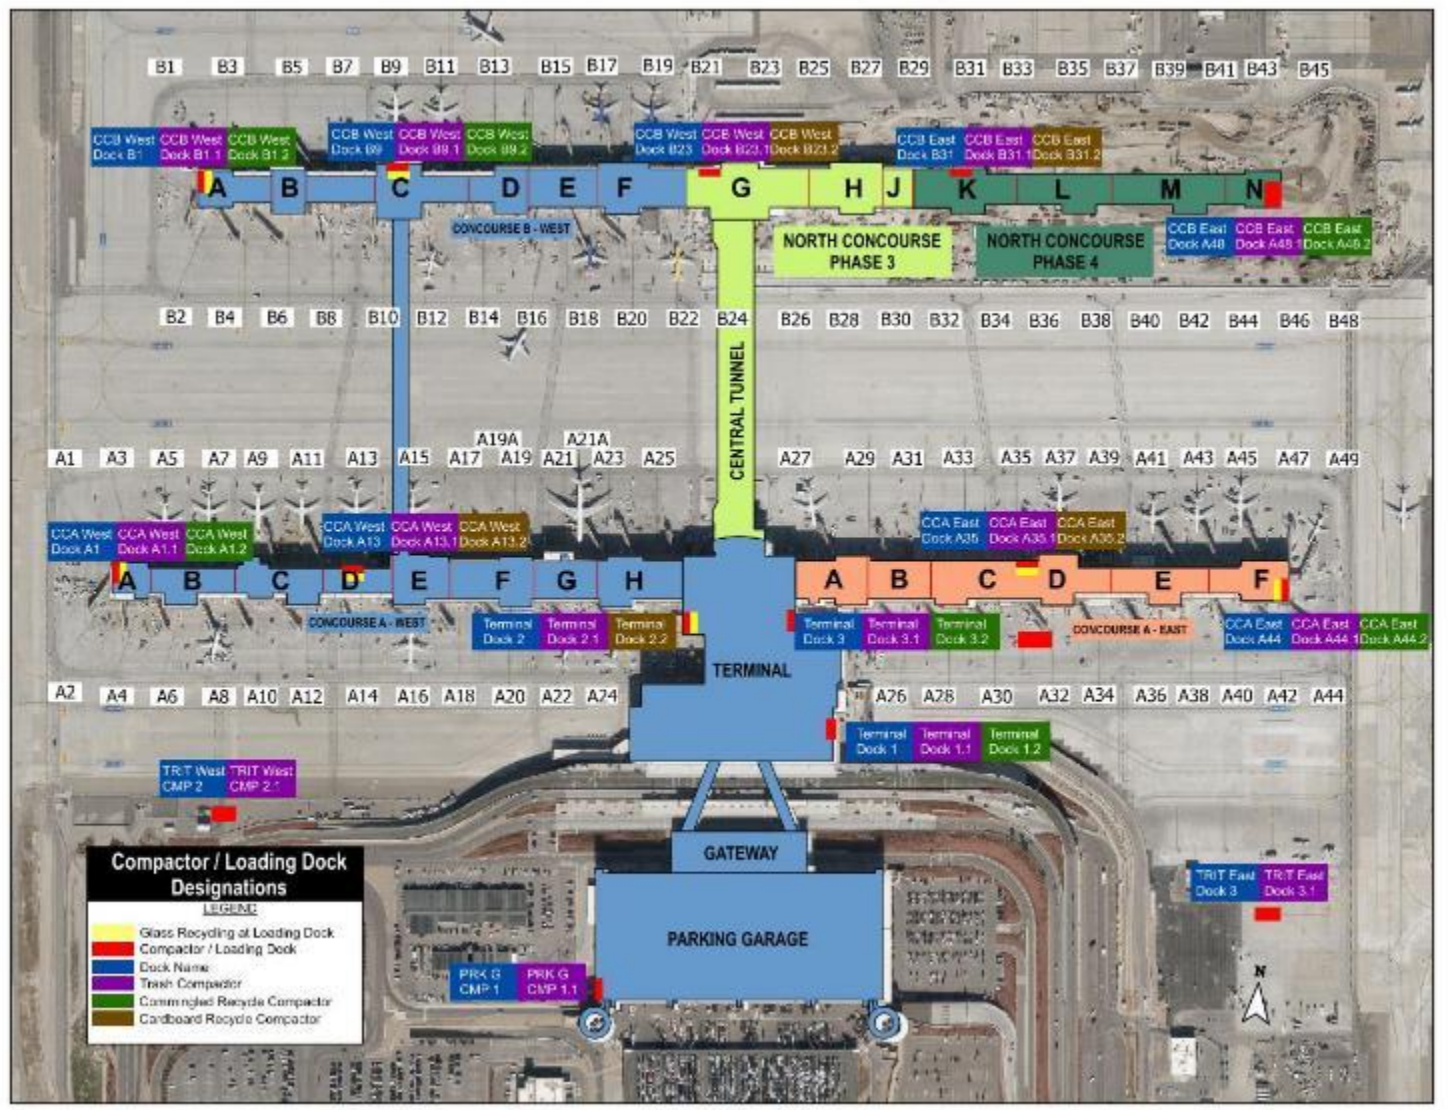 B1 B3 B5 B7 B9 B11 B13 B15 B17 B19 B21 B23 B25 B27 B29 B31 B33 B35 B37 B39 B41 B43 B45
CCB West Dock B1 CCB West Dock B1.1 CCB West Dock B1.2
CCB West Dock B9 CCB West Dock B9.1 CCB West Dock B9.2
CCB West Dock B23 CCB West Dock B23.1 CCB West Dock B23.2
CCB East Dock B31 CCB East Dock B31.1 CCB East Dock B31.2
A B C D E F G H J K L M N
CONCOURSE B - WEST
NORTH CONCOURSE
PHASE 3
NORTH CONCOURSE
PHASE 4
CCB East Dock A48 CCB East Dock A48.1 CCB East Dock A48.2
B2 B4 B6 B8 B10 B12 B14 B16 B18 B20 B22 B24 B26 B28 B30 B32 B34 B36 B38 B40 B42 B44 B46 B48
CENTRAL TUNNEL
A19A A21A
A1 A3 A5 A7 A9 A11 A13 A15 A17 A19 A21 A23 A25 A27 A29 A31 A33 A35 A37 A39 A41 A43 A45 A47 A49
CCA West Dock A1 CCA West Dock A1.1 CCA West Dock A1.2
CCA West Dock A13 CCA West Dock A13.1 CCA West Dock A13.2
CCA East Dock A35 CCA East Dock A35.1 CCA East Dock A35.2
A B C D E F G H A B C D E F
CONCOURSE A - WEST
Terminal Dock 2 Terminal Dock 2.1 Terminal Dock 2.2
Terminal Dock 3 Terminal Dock 3.1 Terminal Dock 3.2
CONCOURSE A - EAST
CCA East Dock A44 CCA East Dock A44.1 CCA East Dock A44.2
TERMINAL
A2 A4 A6 A8 A10 A12 A14 A16 A18 A20 A22 A24 A26 A28 A30 A32 A34 A36 A38 A40 A42 A44
Terminal Dock 1 Terminal Dock 1.1 Terminal Dock 1.2
TRIT West CMP 2 TRIT West CMP 2.1
GATEWAY
Compactor / Loading Dock
Designations
LEGEND
Glass Recycling at Loading Dock
Compactor / Loading Dock
Dock Name
Trash Compactor
Commingled Recycle Compactor
Cardboard Recycle Compactor
TRIT East Dock 3 TRIT East Dock 3.1
PARKING GARAGE
PRK G CMP 1 PRK G CMP 1.1
N